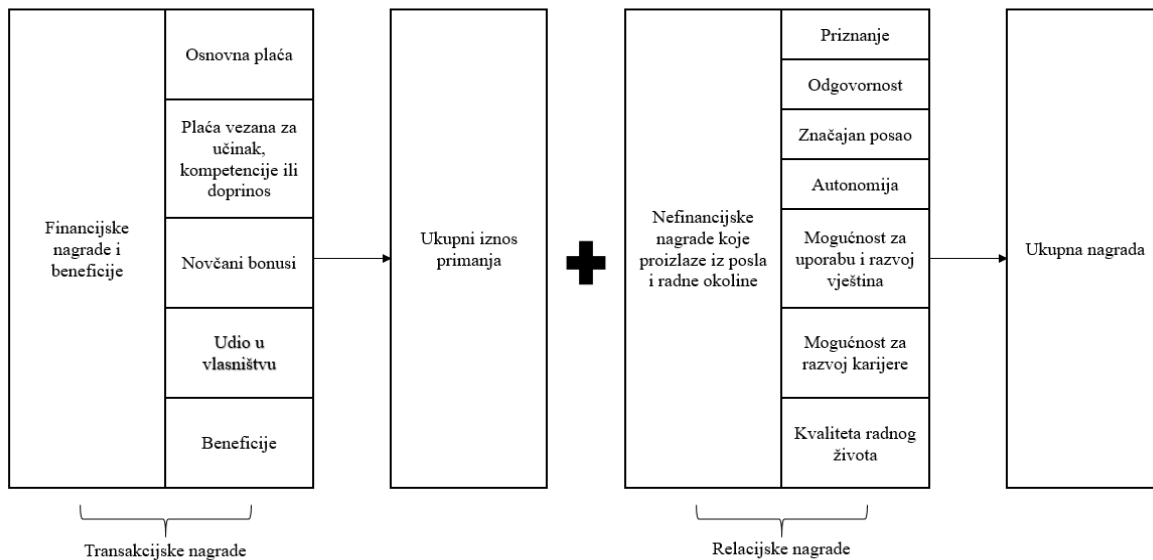 Financijske
nagrade i
beneficije
Osnovna plaća
Plaća vezana za
učinak,
kompetencije ili
doprinos
Novčani bonusi
Udio u
vlasništvu
Beneficije
Transakcijske nagrade
Ukupni iznos
primanja
Nefinancijske
nagrade koje
proizlaze iz posla
i radne okoline
Priznanje
Odgovornost
Značajan posao
Autonomija
Mogućnost za
uporabu i razvoj
vještina
Mogućnost za
razvoj karijere
Kvaliteta radnog
života
Relacijske nagrade
Ukupna nagrada